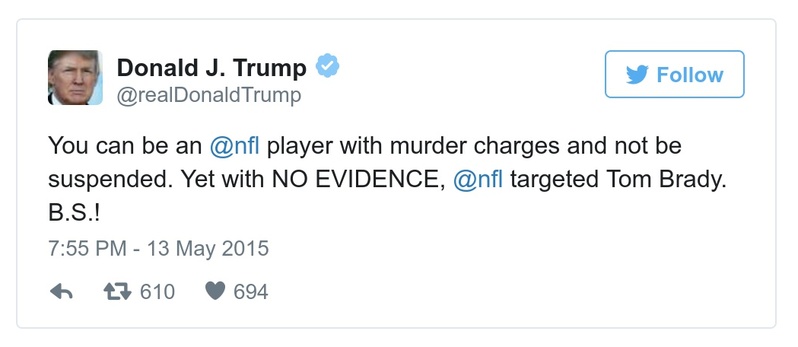 Donald J. Trump
@realDonaldTrump
Follow
You can be an @nfl player with murder charges and not be
suspended. Yet with NO EVIDENCE, @nfl targeted Tom Brady.
B.S.!
7:55 PM - 13 May 2015
610 694